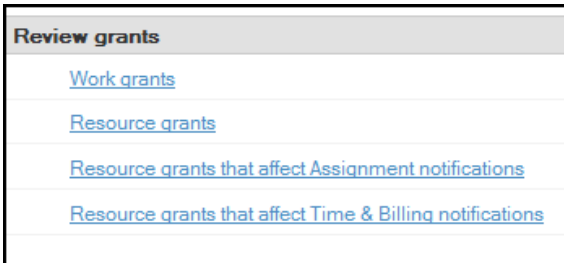 Review grants
Work grants
Resource grants
Resource grants that affect Assignment notifications
Resource grants that affect Time & Billing notifications